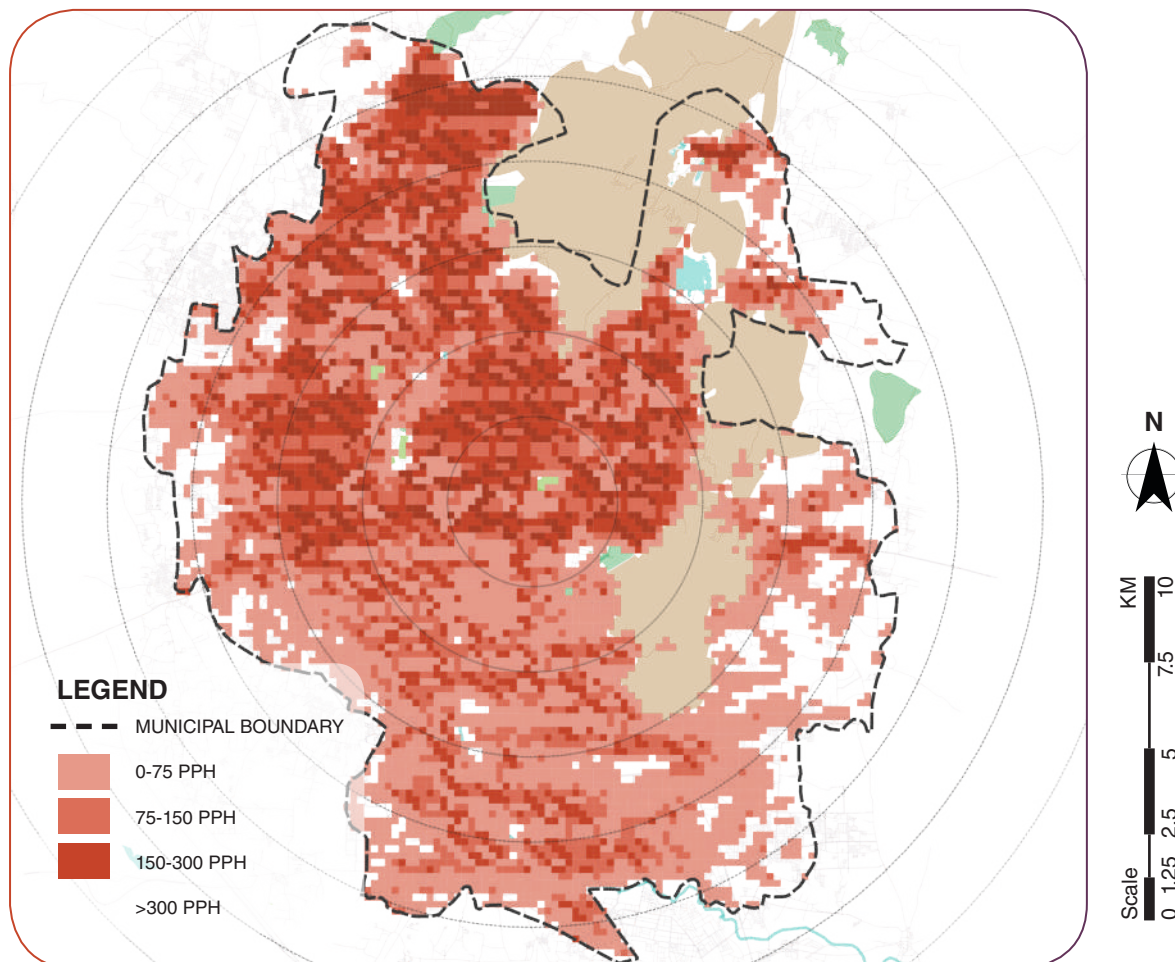 LEGEND
MUNICIPAL BOUNDARY
0-75 PPH
75-150 PPH
150-300 PPH
>300 PPH
N
Scale
0 1.25 2.5 5 7.5 10
KM